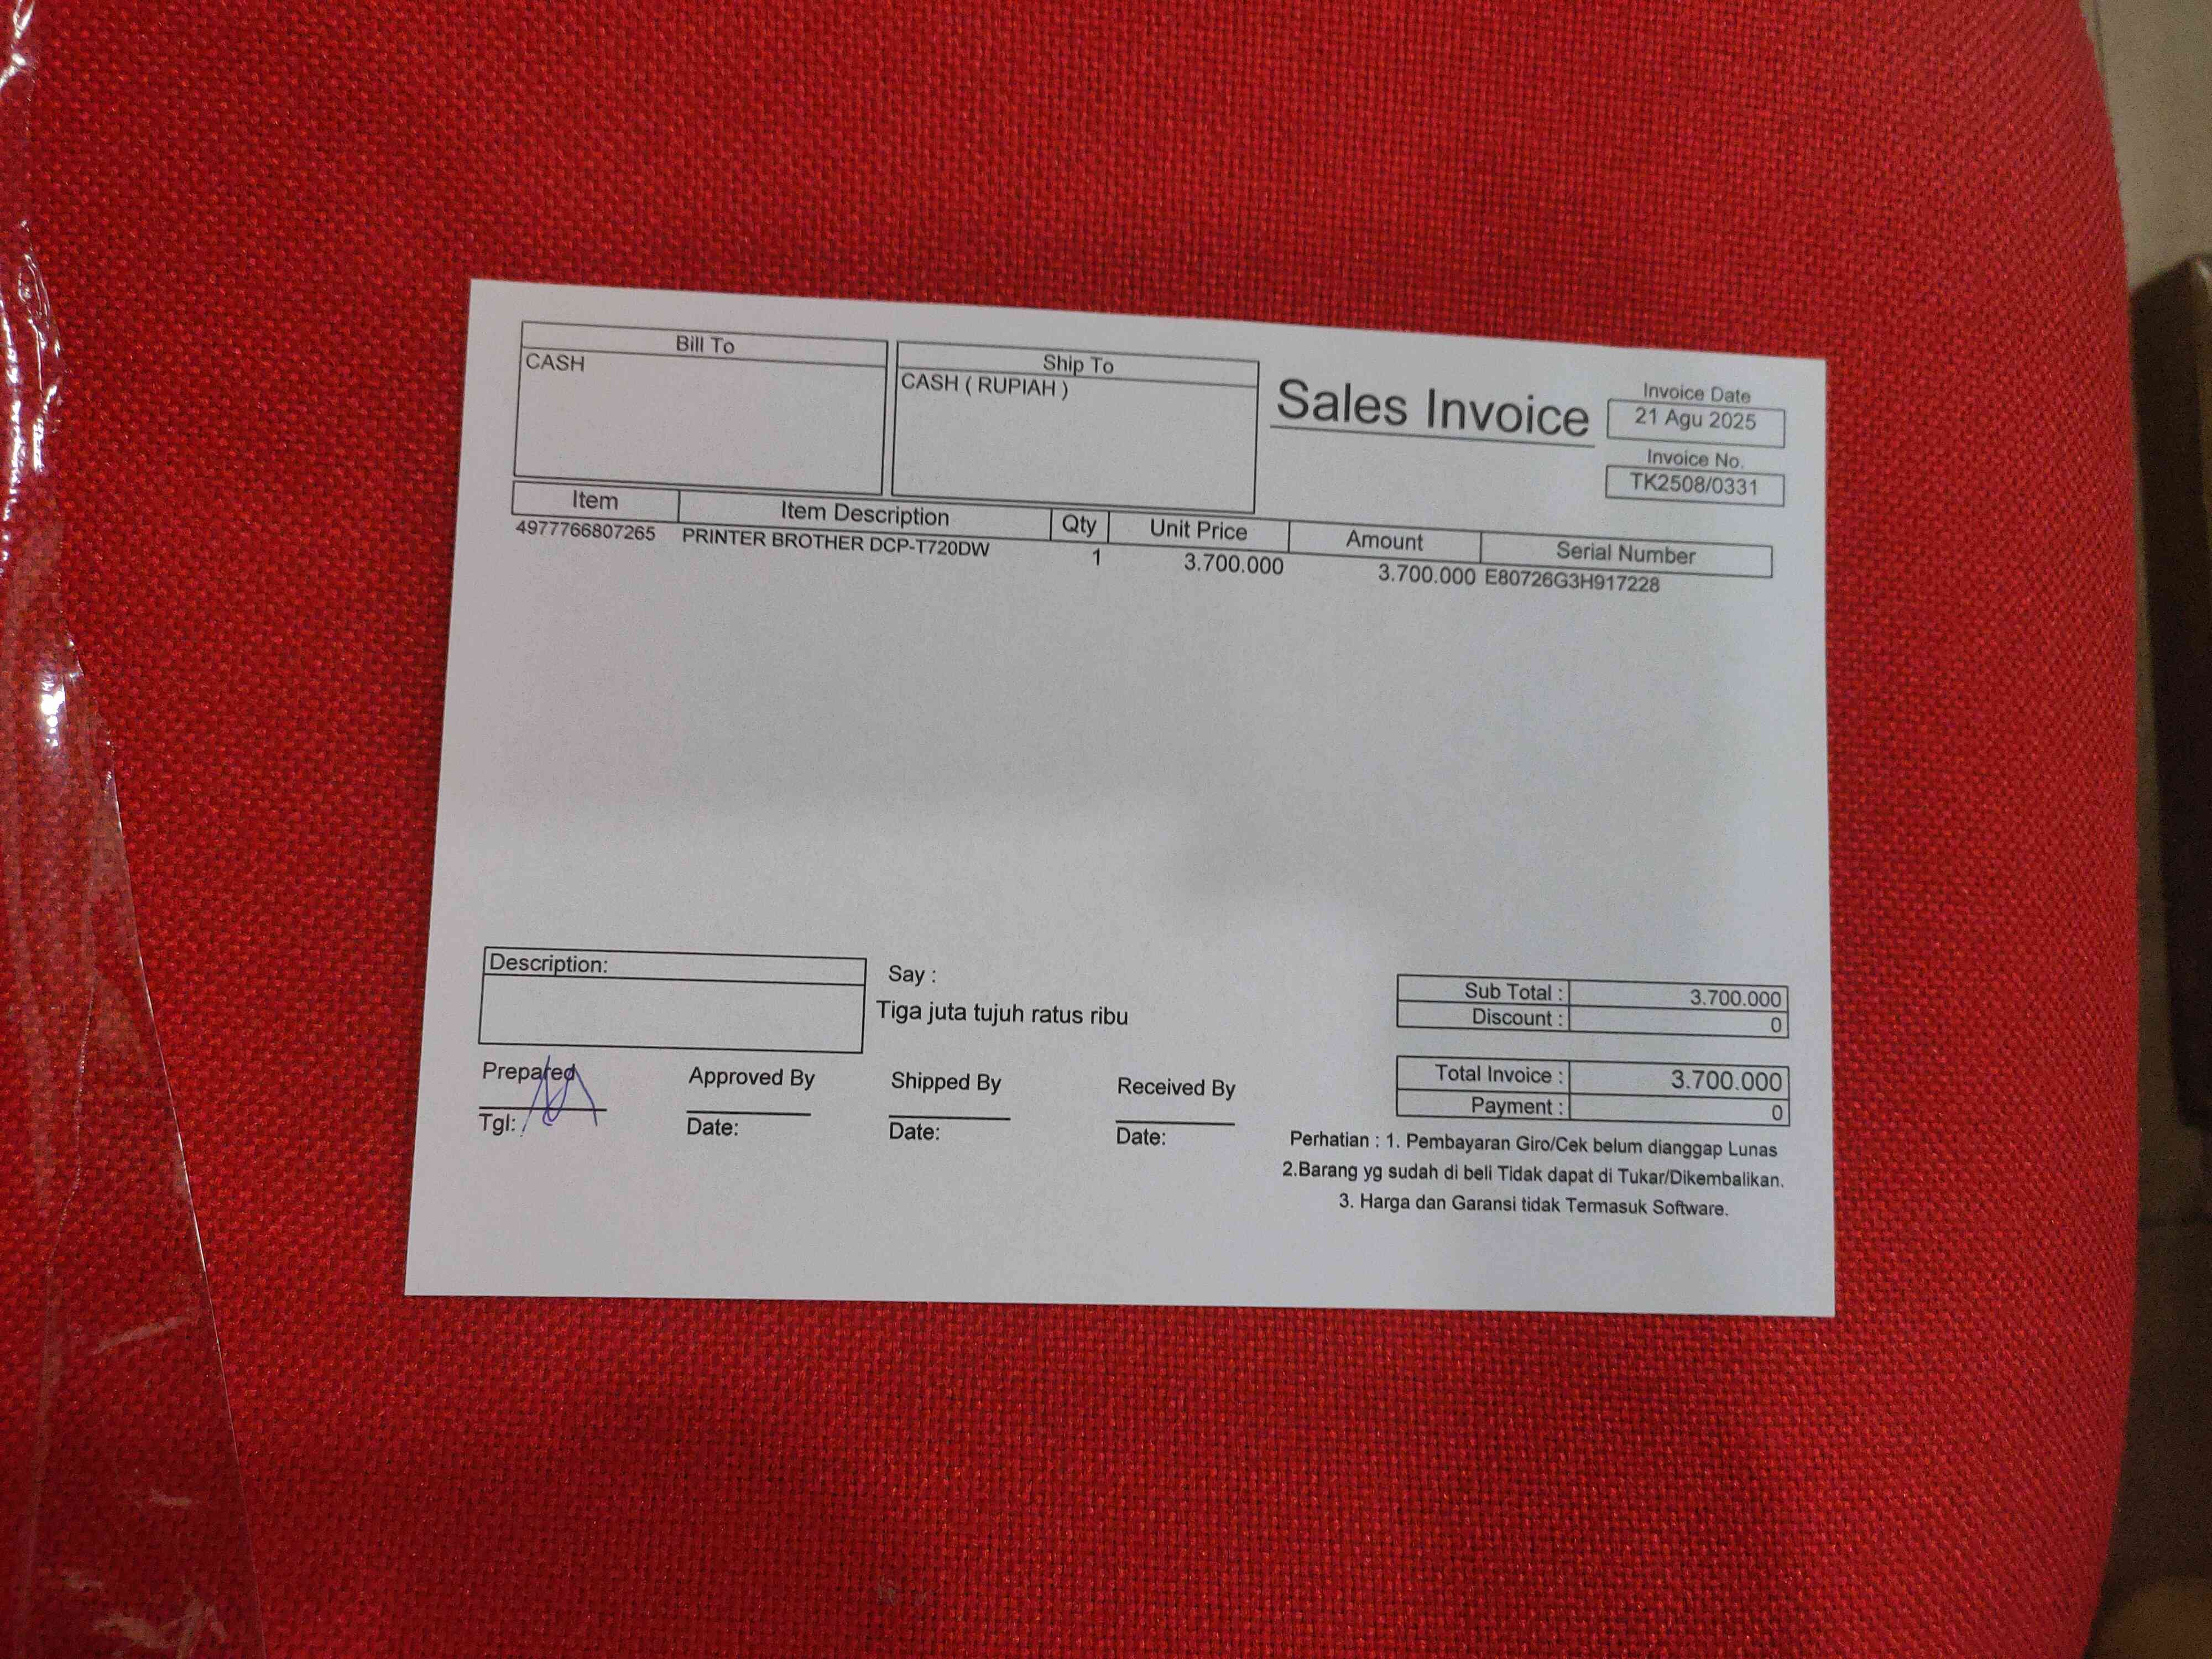 Bill To
CASH
Ship To
CASH ( RUPIAH )
Sales Invoice
Invoice Date
21 Agu 2025
Invoice No.
TK2508/0331
Item Item Description Qty Unit Price Amount Serial Number
4977766807265 PRINTER BROTHER DCP-T720DW 1 3.700.000 3.700.000 E80726G3H917228
Description:
Say :
Tiga juta tujuh ratus ribu
Sub Total : 3.700.000
Discount : 0
Total Invoice : 3.700.000
Payment : 0
Prepared Approved By Shipped By Received By
Tgl: Date: Date: Date:
Perhatian : 1. Pembayaran Giro/Cek belum dianggap Lunas
2.Barang yg sudah di beli Tidak dapat di Tukar/Dikembalikan.
3. Harga dan Garansi tidak Termasuk Software.